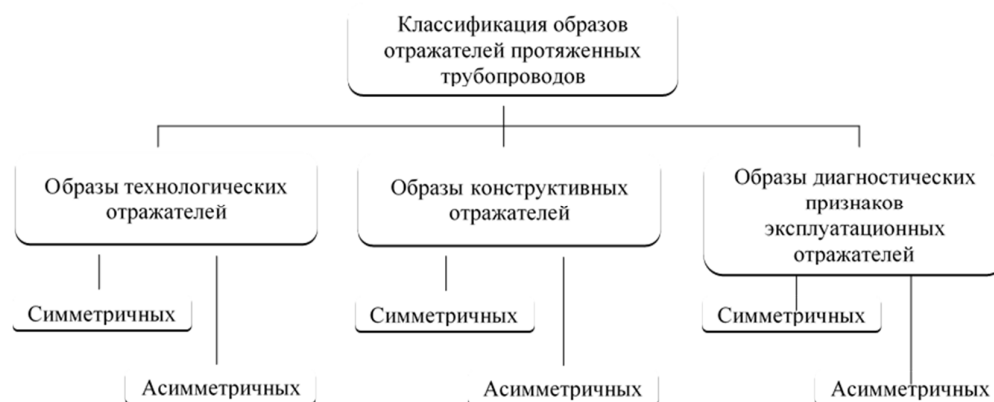 Классификация образов
отражателей протяженных
трубопроводов
Образы технологических
отражателей
Образы конструктивных
отражателей
Образы диагностических
признаков
эксплуатационных
отражателей
Симметричных
Симметричных
Симметричных
Асимметричных
Асимметричных
Асимметричных